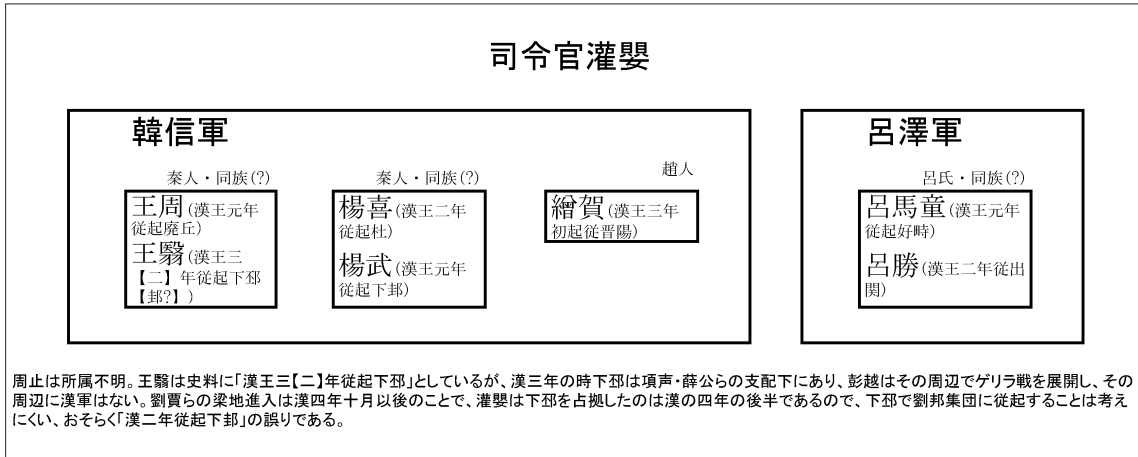 司令官灌嬰
韓信軍
秦人・同族(?)
王周(漢王元年
従起廃丘)
王翳(漢王三
【二】年従起下邳
【邽?】)
秦人・同族(?)
楊喜(漢王二年
従起杜)
楊武(漢王元年
従起下邽)
趙人
繒賀(漢王三年
初起従晋陽)
呂澤軍
呂氏・同族(?)
呂馬童(漢王元年
従起好畤)
呂勝(漢王二年従出
関)
周止は所属不明。王翳は史料に「漢王三【二】年従起下邳」としているが、漢三年の時下邳は項声・薛公らの支配下にあり、彭越はその周辺でゲリラ戦を展開し、その
周辺に漢軍はない。劉賈らの梁地進入は漢四年十月以後のことで、灌嬰は下邳を占拠したのは漢の四年の後半であるので、下邳で劉邦集団に従起することは考え
にくい、おそらく「漢二年従起下邽」の誤りである。